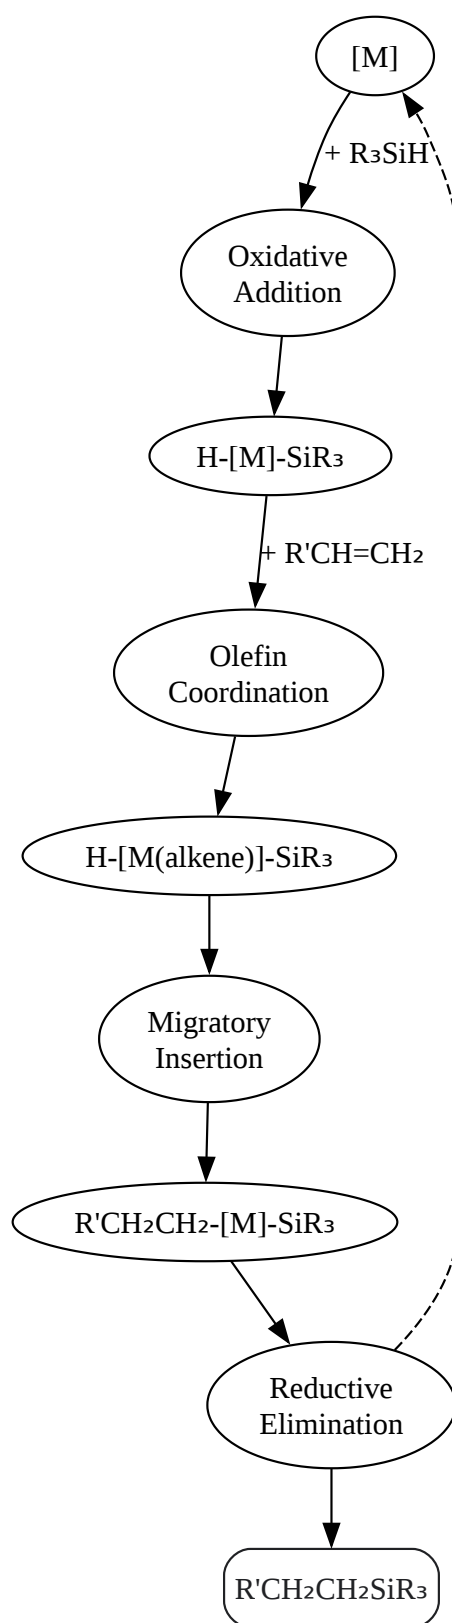 [M]
+ R₃SiH
Oxidative
Addition
H-[M]-SiR₃
+ R'CH=CH₂
Olefin
Coordination
H-[M(alkene)]-SiR₃
Migratory
Insertion
R'CH₂CH₂-[M]-SiR₃
Reductive
Elimination
R'CH₂CH₂SiR₃